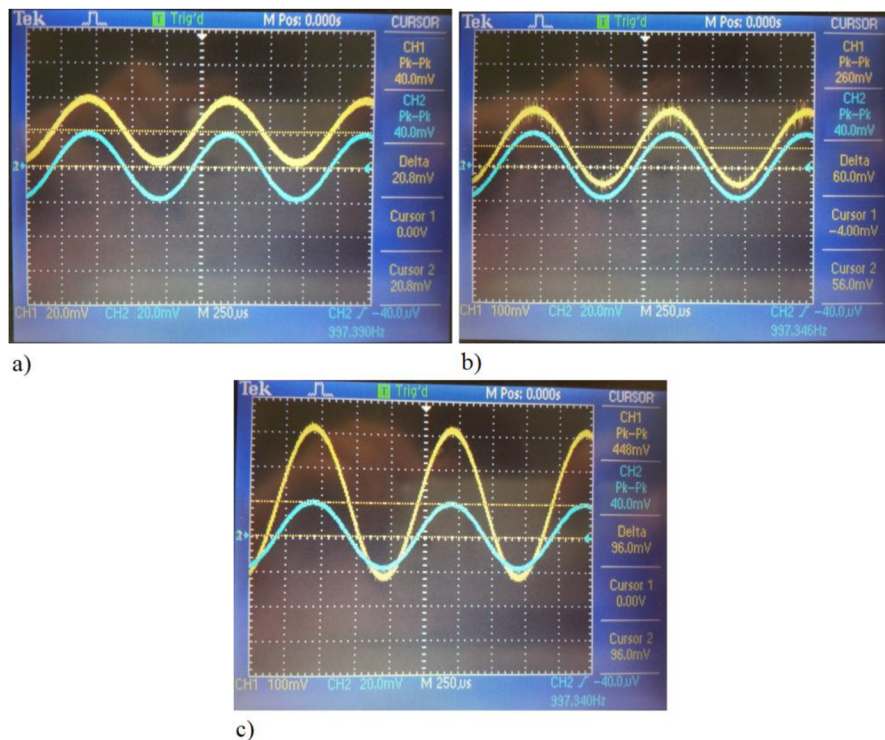 Tek
T Trig'd
M Pos: 0.000s
CURSOR
CH1
Pk-Pk
40.0mV
CH2
Pk-Pk
40.0mV
Delta
20.8mV
Cursor 1
0.00V
Cursor 2
20.8mV
2
CH1 20.0mV CH2 20.0mV M 250µs CH2 ∕ -40.0µV
997.390Hz
a)
Tek
T Trig'd
M Pos: 0.000s
CURSOR
CH1
Pk-Pk
260mV
CH2
Pk-Pk
40.0mV
Delta
60.0mV
Cursor 1
-4.00mV
Cursor 2
56.0mV
2
CH1 100mV CH2 20.0mV M 250µs CH2 ∕ -40.0µV
997.346Hz
b)
Tek
T Trig'd
M Pos: 0.000s
CURSOR
CH1
Pk-Pk
448mV
CH2
Pk-Pk
40.0mV
Delta
96.0mV
Cursor 1
0.00V
Cursor 2
96.0mV
2
CH1 100mV CH2 20.0mV M 250µs CH2 ∕ -40.0µV
997.340Hz
c)